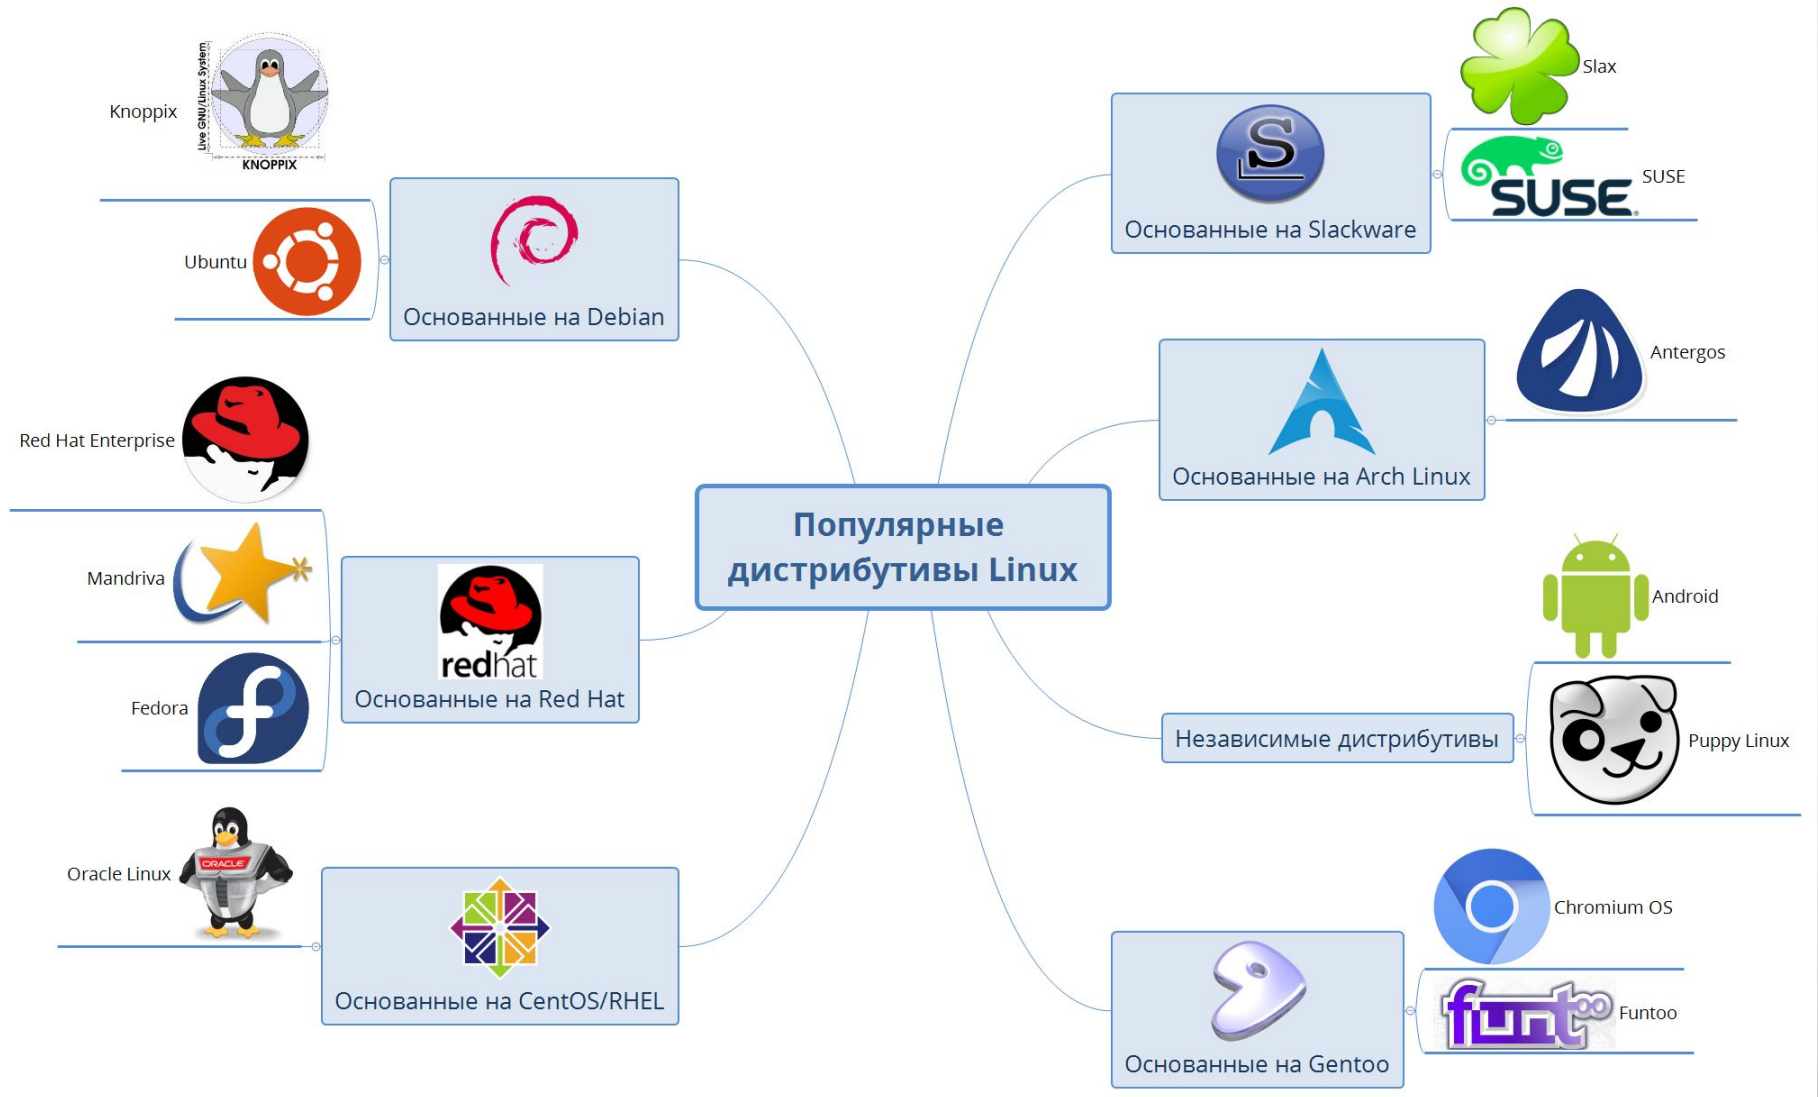 Популярные
дистрибутивы Linux
Knoppix
Live GNU/Linux System
KNOPPIX
Ubuntu
Основанные на Debian
Red Hat Enterprise
Mandriva
Fedora
redhat
Основанные на Red Hat
Oracle Linux
ORACLE
Основанные на CentOS/RHEL
Slax
SUSE
SUSE
S
Основанные на Slackware
Antergos
Основанные на Arch Linux
Android
Puppy Linux
Независимые дистрибутивы
Chromium OS
funtoo
Funtoo
Основанные на Gentoo